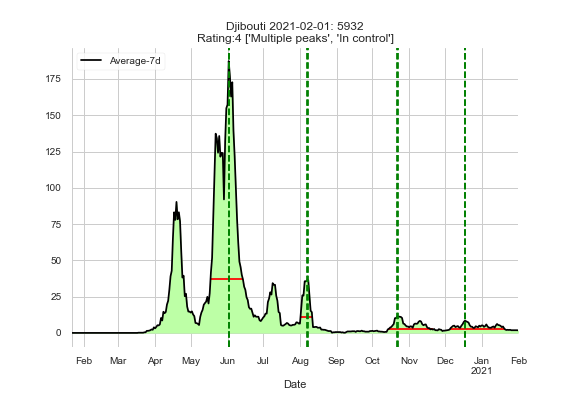 Djibouti 2021-02-01: 5932
Rating:4 ['Multiple peaks', 'In control']
Average-7d
175
150
125
100
75
50
25
0
Feb Mar Apr May Jun Jul Aug Sep Oct Nov Dec Jan Feb
2021
Date